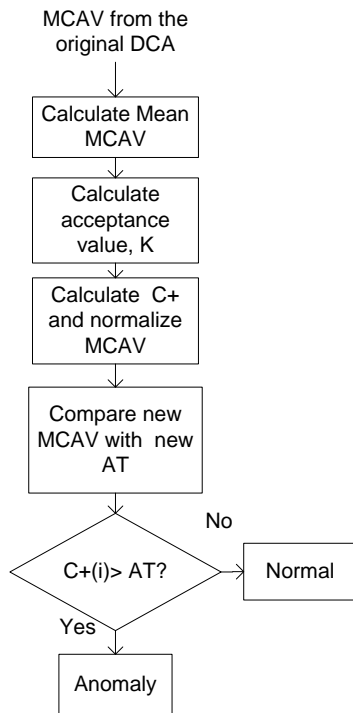 MCAV from the
original DCA
Calculate Mean
MCAV
Calculate
acceptance
value, K
Calculate C+
and normalize
MCAV
Compare new
MCAV with new
AT
No
C+(i)> AT?
Normal
Yes
Anomaly